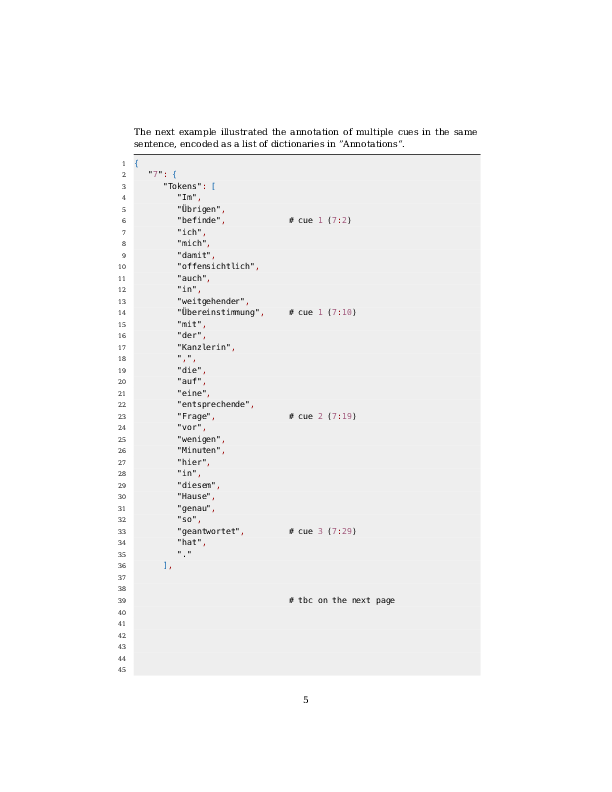 The next example illustrated the annotation of multiple cues in the same
sentence, encoded as a list of dictionaries in "Annotations".
1 {
2 "7": {
3 "Tokens": [
4 "Im",
5 "Übrigen",
6 "befinde", # cue 1 (7:2)
7 "ich",
8 "mich",
9 "damit",
10 "offensichtlich",
11 "auch",
12 "in",
13 "weitgehender",
14 "Übereinstimmung", # cue 1 (7:10)
15 "mit",
16 "der",
17 "Kanzlerin",
18 ",",
19 "die",
20 "auf",
21 "eine",
22 "entsprechende",
23 "Frage", # cue 2 (7:19)
24 "vor",
25 "wenigen",
26 "Minuten",
27 "hier",
28 "in",
29 "diesem",
30 "Hause",
31 "genau",
32 "so",
33 "geantwortet", # cue 3 (7:29)
34 "hat",
35 "."
36 ],
37
38
39 # tbc on the next page
40
41
42
43
44
45
5